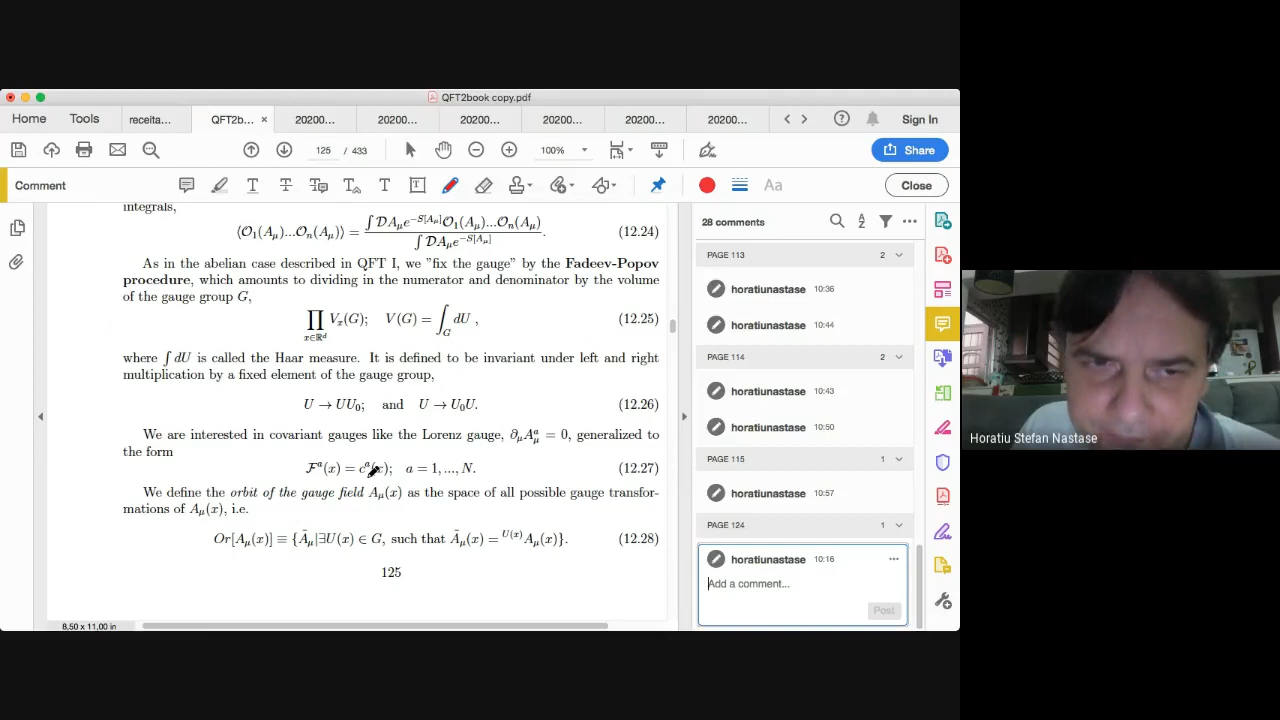 QFT2book copy.pdf
Home Tools receita... QFT2b... × 20200... 20200... 20200... 20200... 20200... 20200... Sign In
125 / 433 100% Share
Comment Close
integrals,
⟨O₁(Aμ)...Oₙ(Aμ)⟩ = ∫ DAμ e^{−S[Aμ]} O₁(Aμ)...Oₙ(Aμ) / ∫ DAμ e^{−S[Aμ]} . (12.24)
As in the abelian case described in QFT I, we "fix the gauge" by the Fadeev-Popov
procedure, which amounts to dividing in the numerator and denominator by the volume
of the gauge group G,
∏_{x∈ℝ^d} Vₓ(G); V(G) = ∫_G dU , (12.25)
where ∫ dU is called the Haar measure. It is defined to be invariant under left and right
multiplication by a fixed element of the gauge group,
U → UU₀; and U → U₀U. (12.26)
We are interested in covariant gauges like the Lorenz gauge, ∂μA^a_μ = 0, generalized to
the form
F^a(x) = c^a(x); a = 1, ..., N. (12.27)
We define the orbit of the gauge field Aμ(x) as the space of all possible gauge transfor-
mations of Aμ(x), i.e.
Or[Aμ(x)] ≡ {Ãμ|∃U(x) ∈ G, such that Ãμ(x) = ^{U(x)}Aμ(x)}. (12.28)
125
8,50 x 11,00 in
28 comments
PAGE 113 2
horatiunastase 10:36
horatiunastase 10:44
PAGE 114 2
horatiunastase 10:43
horatiunastase 10:50
PAGE 115 1
horatiunastase 10:57
PAGE 124 1
horatiunastase 10:16
Add a comment...
Post
Horatiu Stefan Nastase